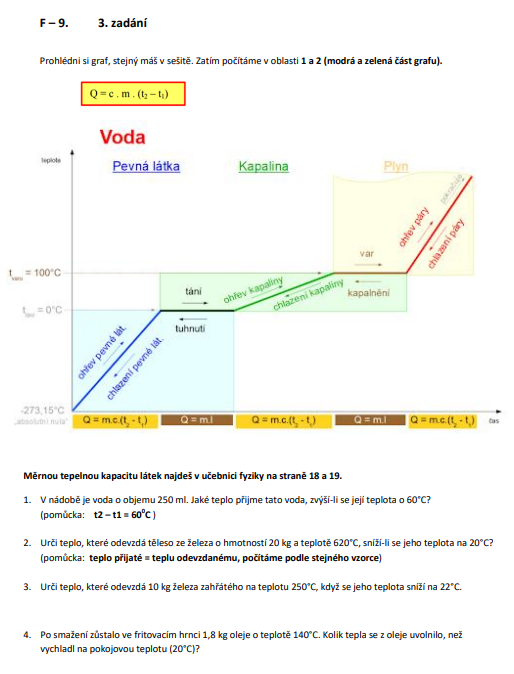 F – 9. 3. zadání
Prohlédni si graf, stejný máš v sešitě. Zatím počítáme v oblasti 1 a 2 (modrá a zelená část grafu).
Q = c . m . (t₂ – t₁)
Voda
teplota
Pevná látka Kapalina Plyn
ohřev páry
chlazení páry
var
= 100°C
kapalnění
tání
ohřev kapaliny
chlazení kapaliny
= 0°C
tuhnutí
ohřev pevné lát.
chlazení pevné lát.
-273,15°C
„absolutní nula“
Q = m.c.(t₂ - t₁) Q = m.l Q = m.c.(t₂ - t₁) Q = m.l Q = m.c.(t₂ - t₁) čas
Měrnou tepelnou kapacitu látek najdeš v učebnici fyziky na straně 18 a 19.
1. V nádobě je voda o objemu 250 ml. Jaké teplo přijme tato voda, zvýší-li se její teplota o 60°C?
(pomůcka: t2 – t1 = 60⁰C )
2. Urči teplo, které odevzdá těleso ze železa o hmotností 20 kg a teplotě 620°C, sníží-li se jeho teplota na 20°C?
(pomůcka: teplo přijaté = teplu odevzdanému, počítáme podle stejného vzorce)
3. Urči teplo, které odevzdá 10 kg železa zahřátého na teplotu 250°C, když se jeho teplota sníží na 22°C.
4. Po smažení zůstalo ve fritovacím hrnci 1,8 kg oleje o teplotě 140°C. Kolik tepla se z oleje uvolnilo, než
vychladl na pokojovou teplotu (20°C)?